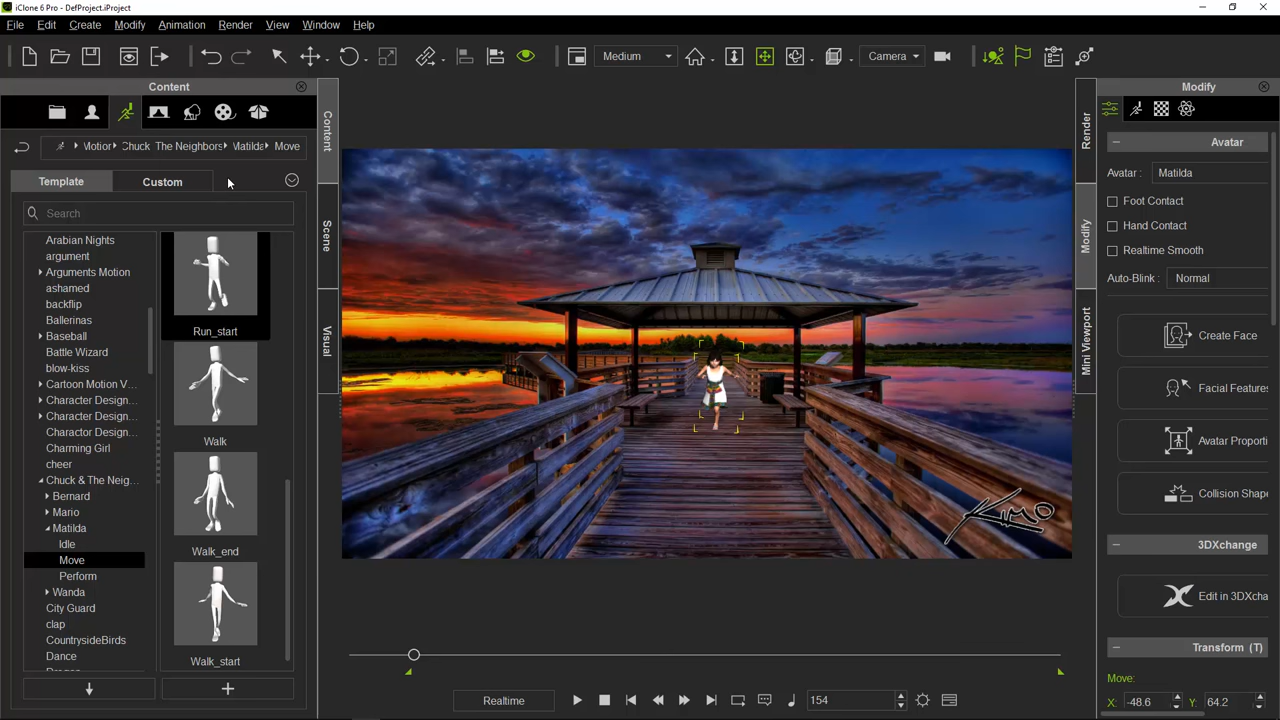 iClone 6 Pro - DefProject.iProject
File Edit Create Modify Animation Render View Window Help
Medium Camera
Content
Motion Chuck The Neighbors Matilda Move
Template Custom
Search
Arabian Nights
argument
Arguments Motion
ashamed
backflip
Ballerinas
Baseball
Battle Wizard
blow-kiss
Cartoon Motion V...
Character Design...
Character Design...
Character Design...
Charming Girl
cheer
Chuck & The Neig...
Bernard
Mario
Matilda
Idle
Move
Perform
Wanda
City Guard
clap
CountrysideBirds
Dance
Run_start
Walk
Walk_end
Walk_start
Content
Scene
Visual
KIMO
Realtime
154
Render
Modify
Mini Viewport
Modify
Avatar
Avatar : Matilda
Foot Contact
Hand Contact
Realtime Smooth
Auto-Blink : Normal
Create Face
Facial Features
Avatar Proporti
Collision Shape
3DXchange
Edit in 3DXcha
Transform (T)
Move:
X: -48.6 Y: 64.2